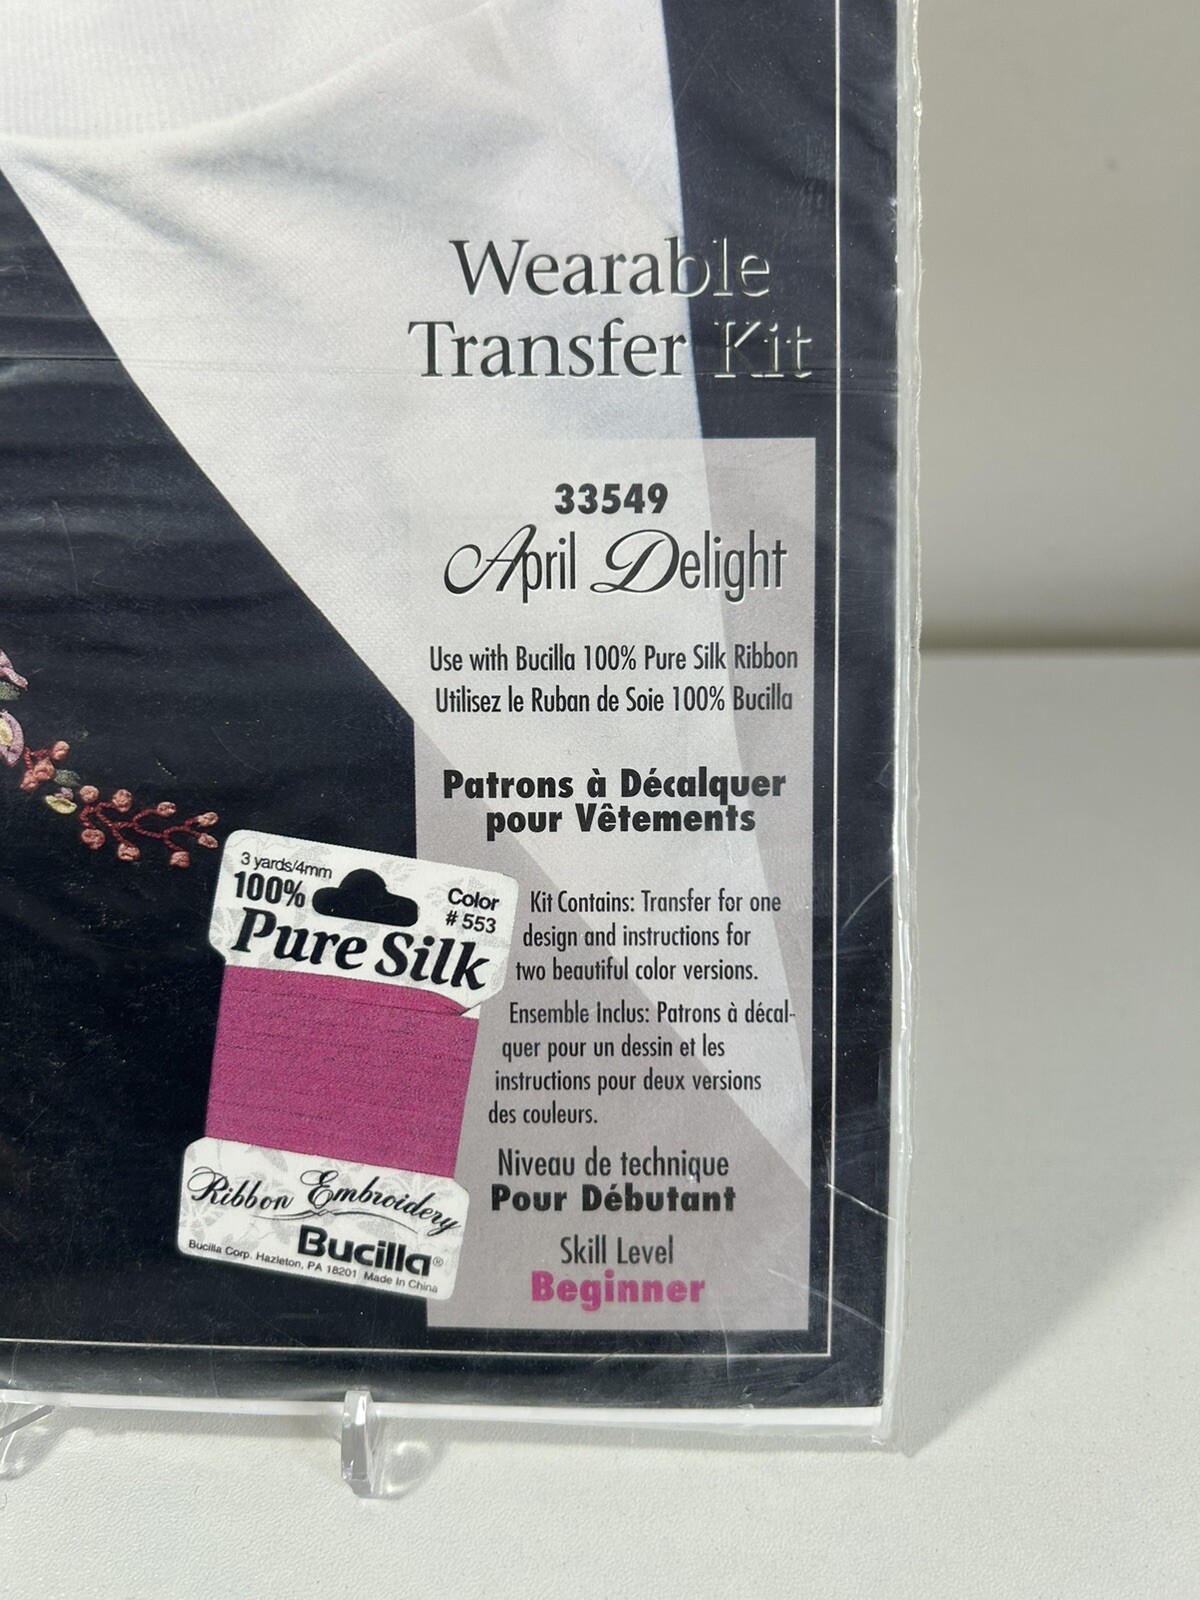 Wearable
Transfer Kit
33549
April Delight
Use with Bucilla 100% Pure Silk Ribbon
Utilisez le Ruban de Soie 100% Bucilla
Patrons à Décalquer
pour Vêtements
Kit Contains: Transfer for one
design and instructions for
two beautiful color versions.
Ensemble Inclus: Patrons à décal-
quer pour un dessin et les
instructions pour deux versions
des couleurs.
Niveau de technique
Pour Débutant
Skill Level
Beginner
3 yards/4mm
100%
Color
# 553
Pure Silk
Ribbon Embroidery
Bucilla®
Bucilla Corp. Hazleton, PA 18201 Made In China